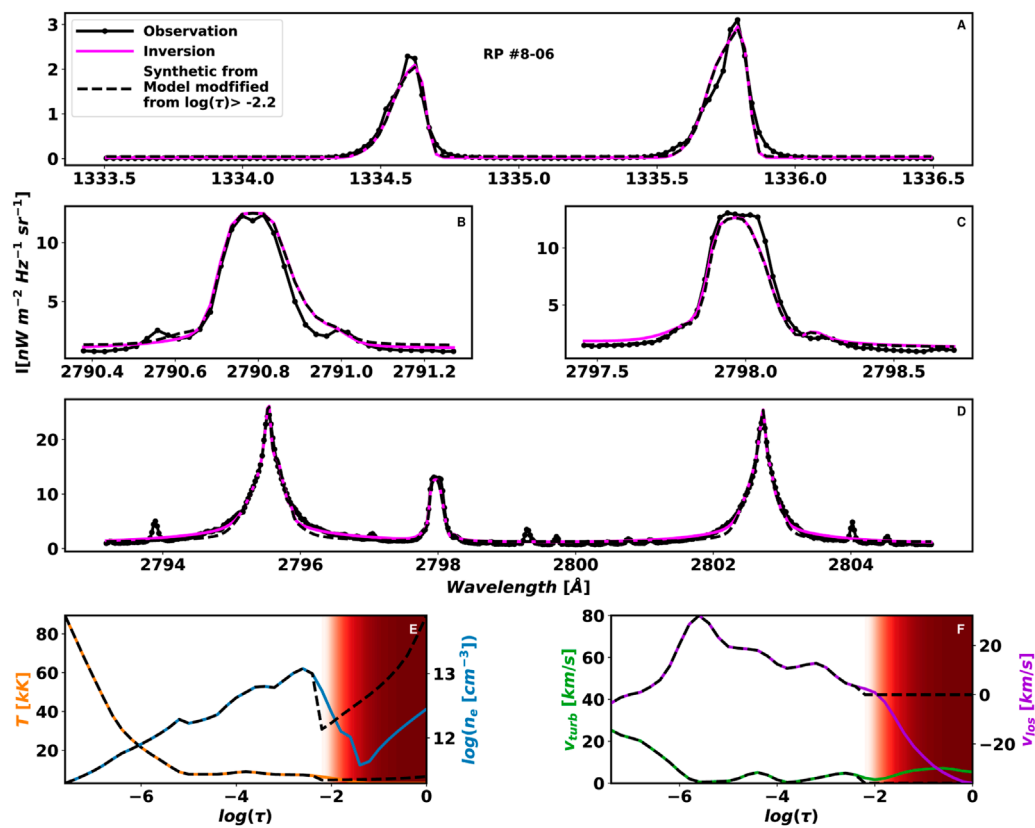 Observation
Inversion
Synthetic from
Model modmfified
from log(τ)> -2.2
RP #8-06
A
3
2
1
0
1333.5 1334.0 1334.5 1335.0 1335.5 1336.0 1336.5
I[nW m⁻² Hz⁻¹ sr⁻¹]
B
10
5
2790.4 2790.6 2790.8 2791.0 2791.2
C
10
5
2797.5 2798.0 2798.5
D
20
10
0
2794 2796 2798 2800 2802 2804
Wavelength [Å]
E
80
60
40
20
T [kK]
13
12
log(nₑ [cm⁻³])
−6 −4 −2 0
log(τ)
F
80
60
40
20
0
v_turb [km/s]
20
0
−20
v_los [km/s]
−6 −4 −2 0
log(τ)